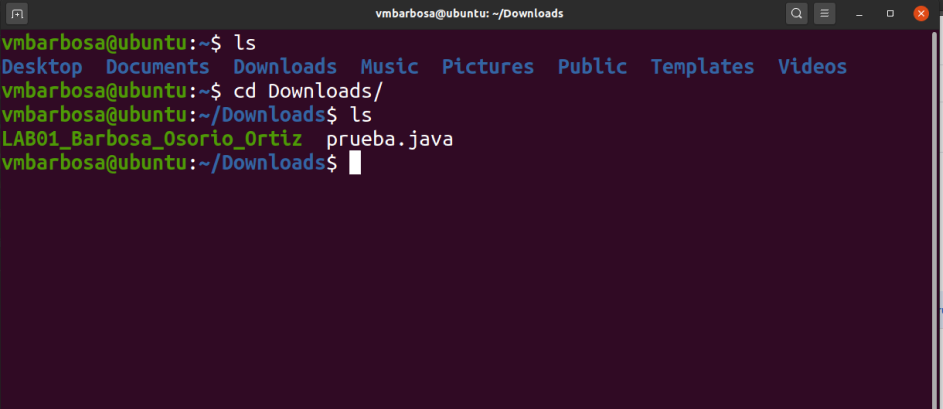 vmbarbosa@ubuntu: ~/Downloads
vmbarbosa@ubuntu:~$ ls
Desktop  Documents  Downloads  Music  Pictures  Public  Templates  Videos
vmbarbosa@ubuntu:~$ cd Downloads/
vmbarbosa@ubuntu:~/Downloads$ ls
LAB01_Barbosa_Osorio_Ortiz  prueba.java
vmbarbosa@ubuntu:~/Downloads$